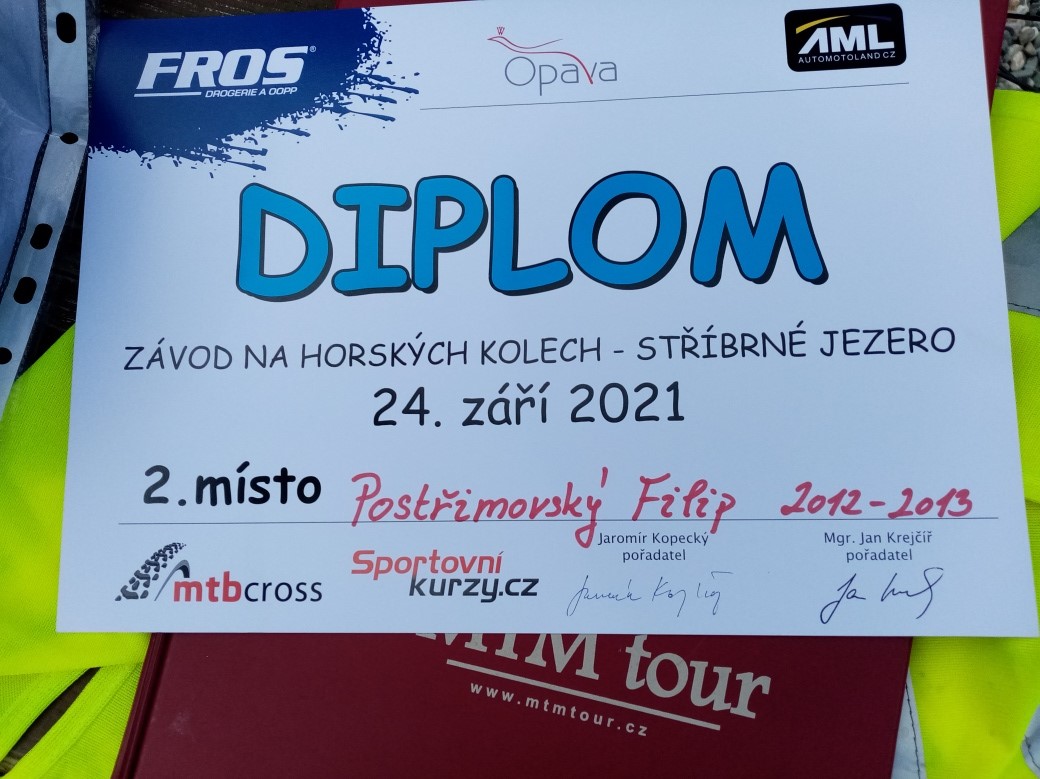 FROS®
DROGERIE A OOPP
Opava
AML
AUTOMOTOLAND CZ
DIPLOM
ZÁVOD NA HORSKÝCH KOLECH - STŘÍBRNÉ JEZERO
24. září 2021
2. místo Postřimovský Filip 2012-2013
Jaromír Kopecký
pořadatel
Mgr. Jan Krejčiř
pořadatel
mtbcross
Sportovní
kurzy.cz
MTM tour
www.mtmtour.cz